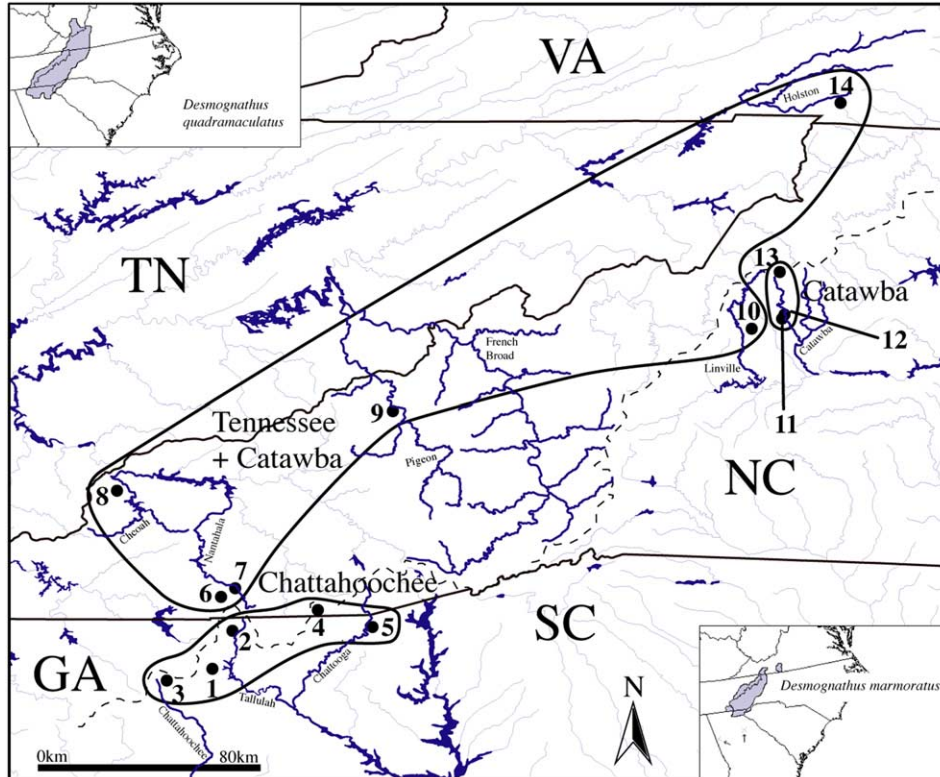 VA
Desmognathus
quadramaculatus
Holston
14
TN
13
Catawba
10
12
French
Broad
Catawba
Linville
9
11
Tennessee
+ Catawba
Pigeon
NC
8
Cheoah
Nantahala
7
Chattahoochee
6
4
SC
5
2
GA
Chattooga
1
3
Tallulah
N
Desmognathus marmoratus
Chattahoochee
0km
80km